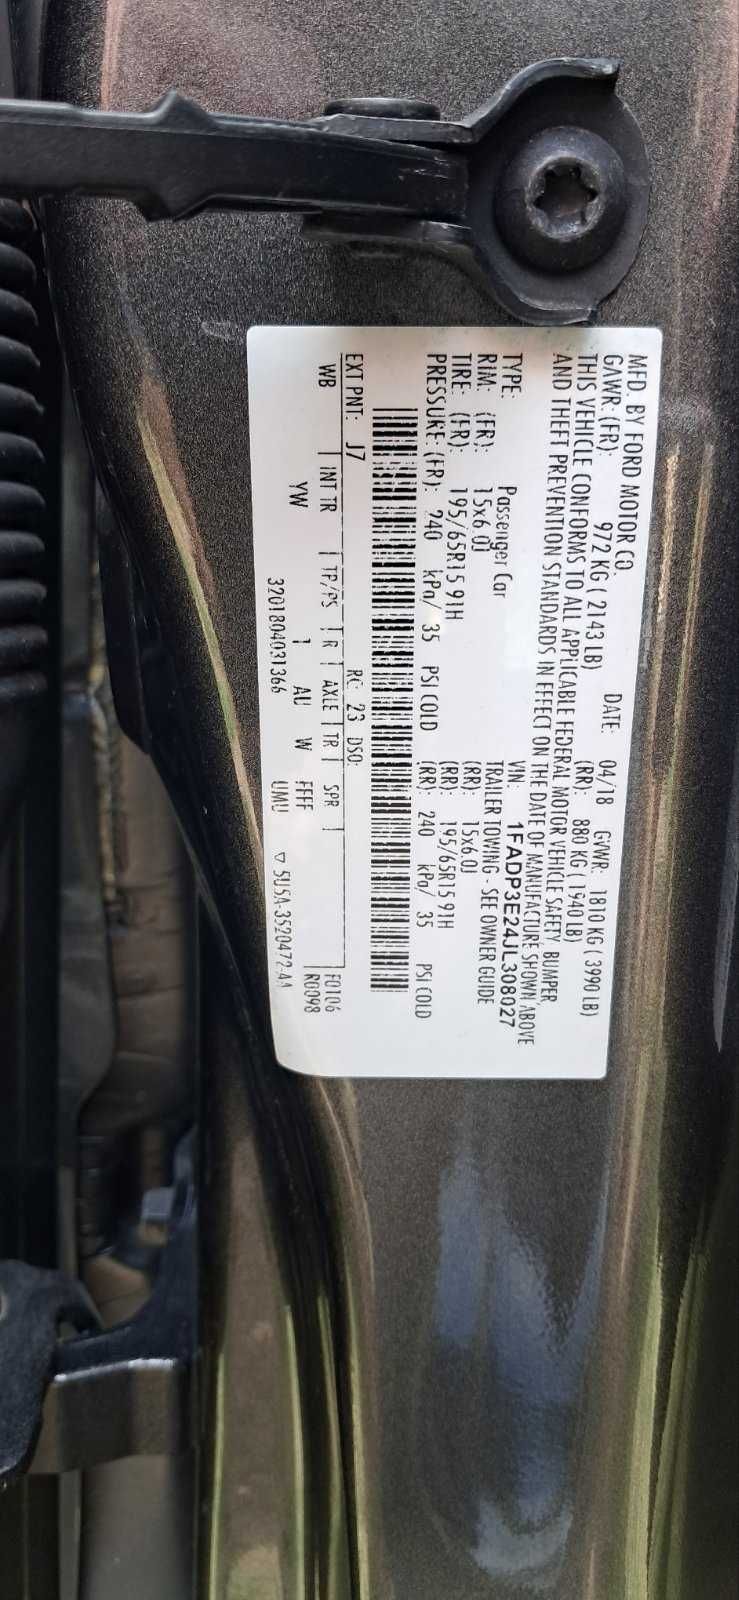 MFD. BY FORD MOTOR CO.
DATE: 04/18 GVWR: 1810 KG ( 3990 LB)
GAWR: (FR): 972 KG ( 2143 LB) (RR): 880 KG ( 1940 LB)
THIS VEHICLE CONFORMS TO ALL APPLICABLE FEDERAL MOTOR VEHICLE SAFETY, BUMPER,
AND THEFT PREVENTION STANDARDS IN EFFECT ON THE DATE OF MANUFACTURE SHOWN ABOVE
VIN: 1FADP3E24JL308027
TYPE: Passenger Car TRAILER TOWING - SEE OWNER GUIDE
RIM: (FR): 15x6.0J (RR): 15x6.0J
TIRE: (FR): 195/65R15 91H (RR): 195/65R15 91H
PRESSURE: (FR): 240 kPa/ 35 PSI COLD (RR): 240 kPa/ 35 PSI COLD
EXT PNT: J7 RC: 23 DSO: F0106
WB INT TR TP/PS R AXLE TR SPR R0098
YW 1 AU W FFFF
3201804031366 UMU ▽ 5U5A-3520472-AA